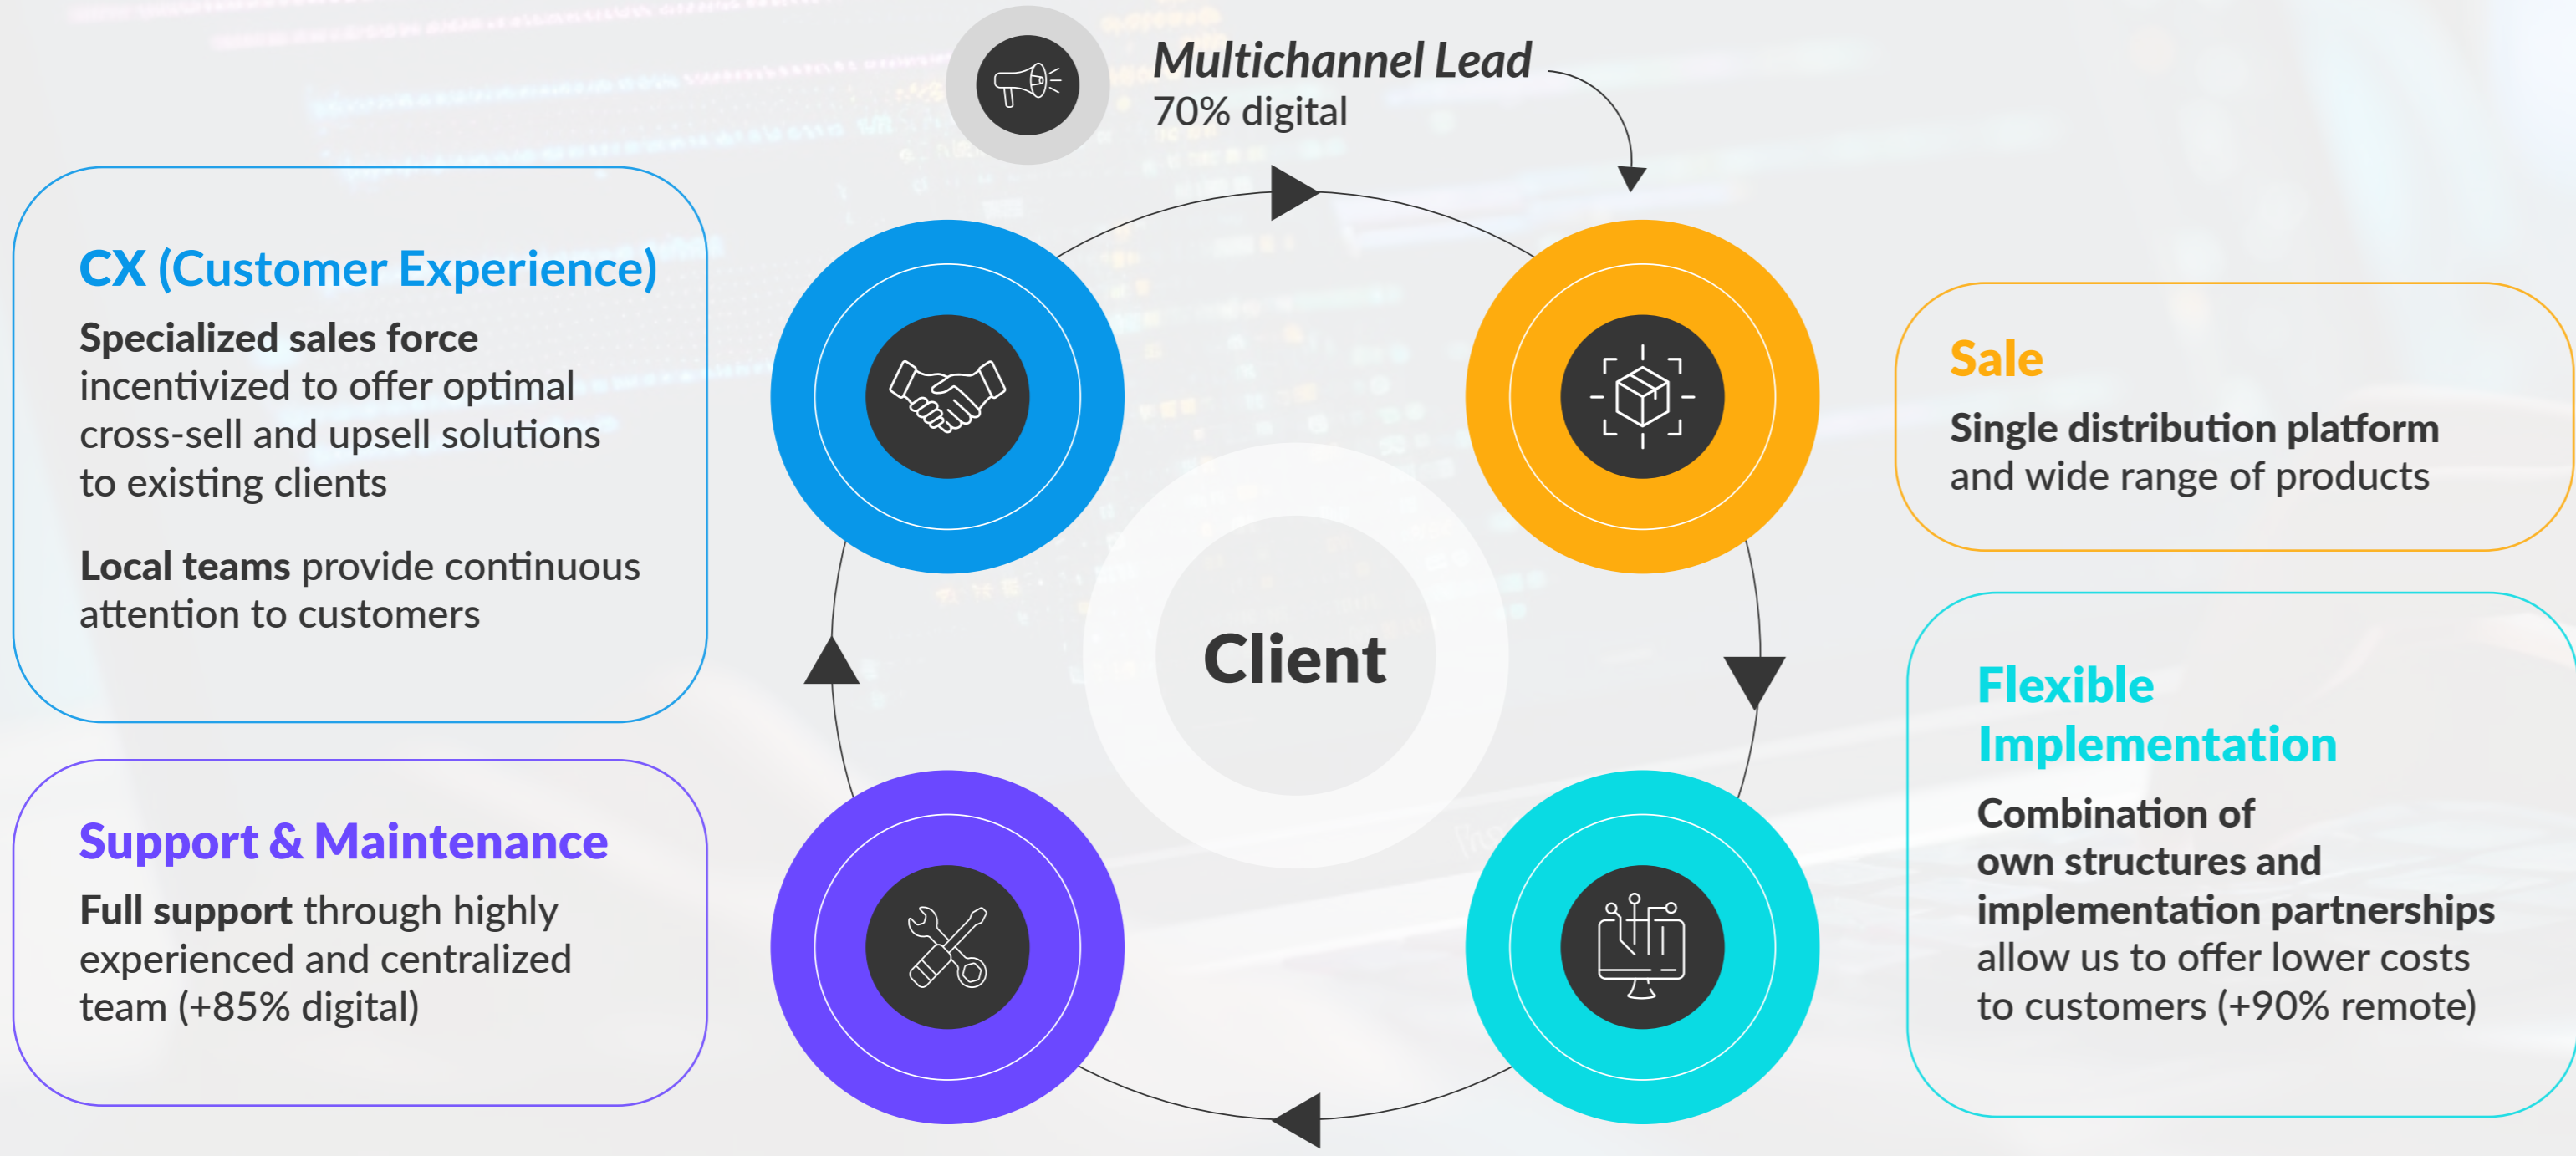 Multichannel Lead
70% digital
CX (Customer Experience)
Specialized sales force
incentivized to offer optimal
cross-sell and upsell solutions
to existing clients
Local teams provide continuous
attention to customers
Sale
Single distribution platform
and wide range of products
Client
Flexible
Implementation
Combination of
own structures and
implementation partnerships
allow us to offer lower costs
to customers (+90% remote)
Support & Maintenance
Full support through highly
experienced and centralized
team (+85% digital)